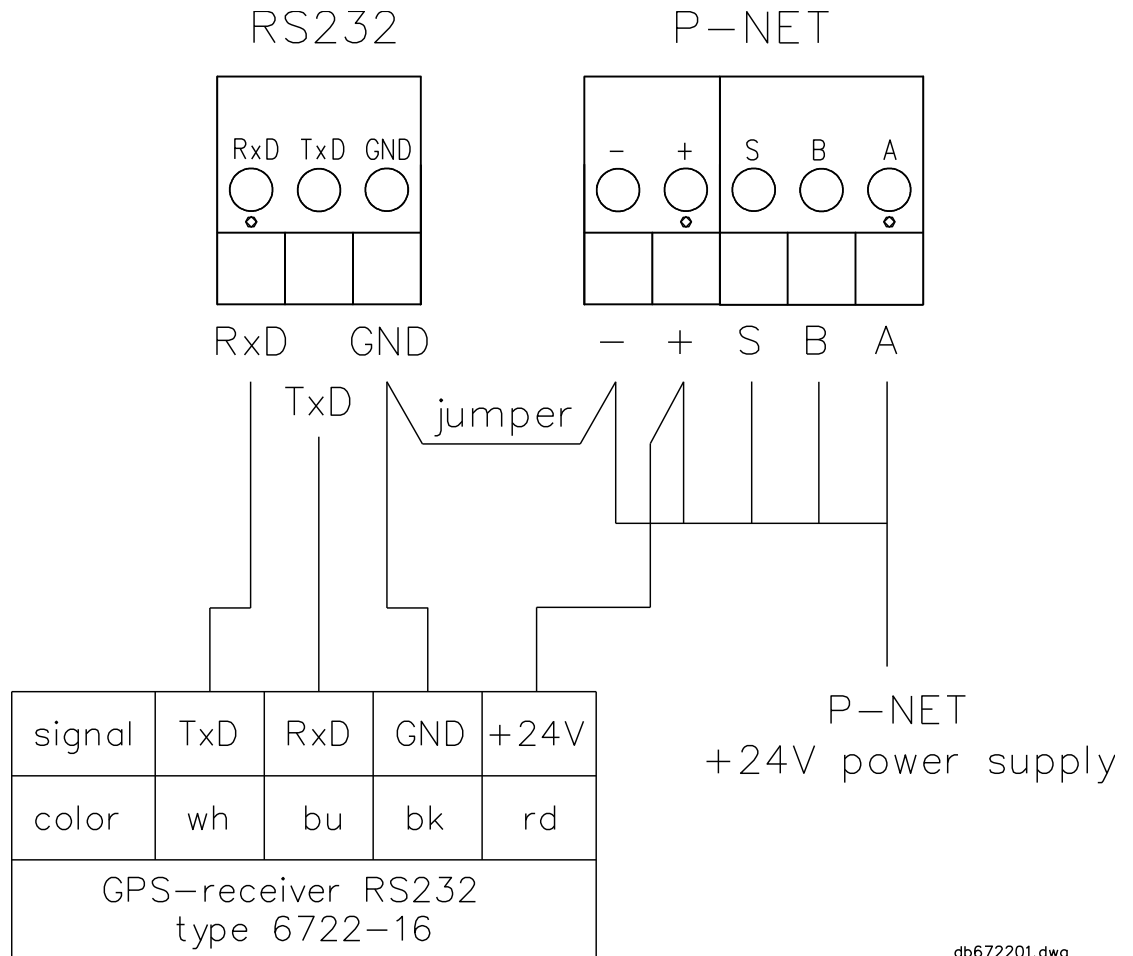 RS232 P-NET
RxD TxD GND - + S B A
RxD GND - + S B A
TxD
jumper
signal TxD RxD GND +24V
P-NET
+24V power supply
color wh bu bk rd
GPS-receiver RS232
type 6722-16
db672201.dwg